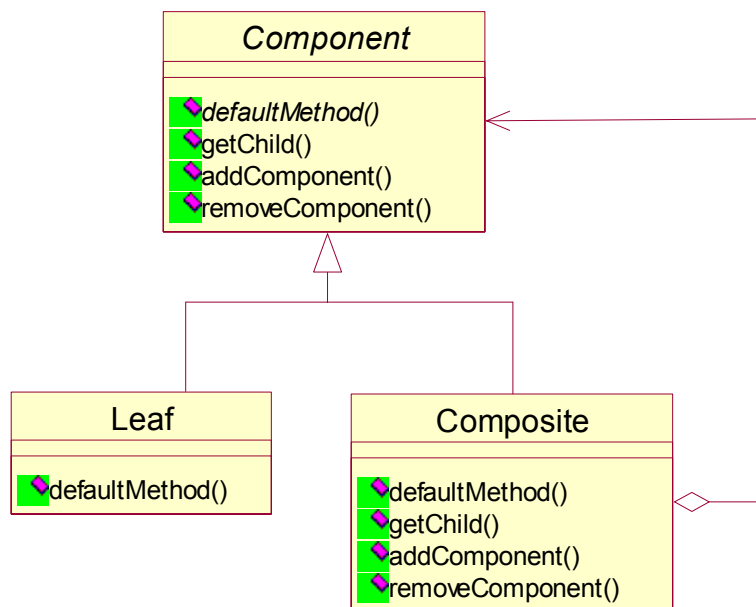 Component
defaultMethod()
getChild()
addComponent()
removeComponent()
Leaf
defaultMethod()
Composite
defaultMethod()
getChild()
addComponent()
removeComponent()